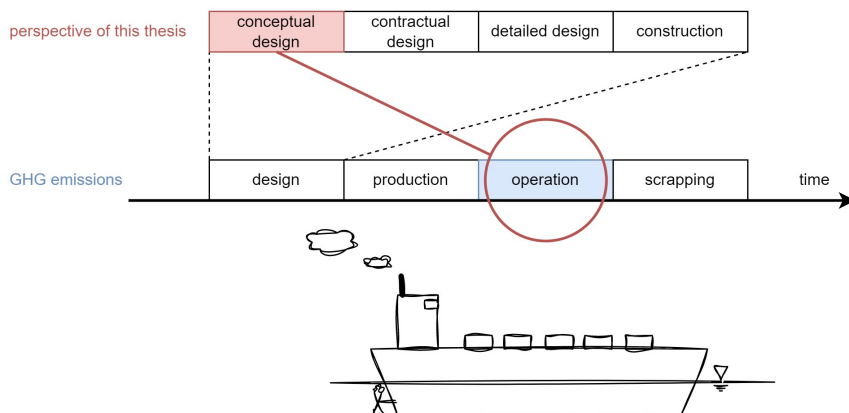 perspective of this thesis
conceptual
design
contractual
design
detailed design
construction
GHG emissions
design
production
operation
scrapping
time